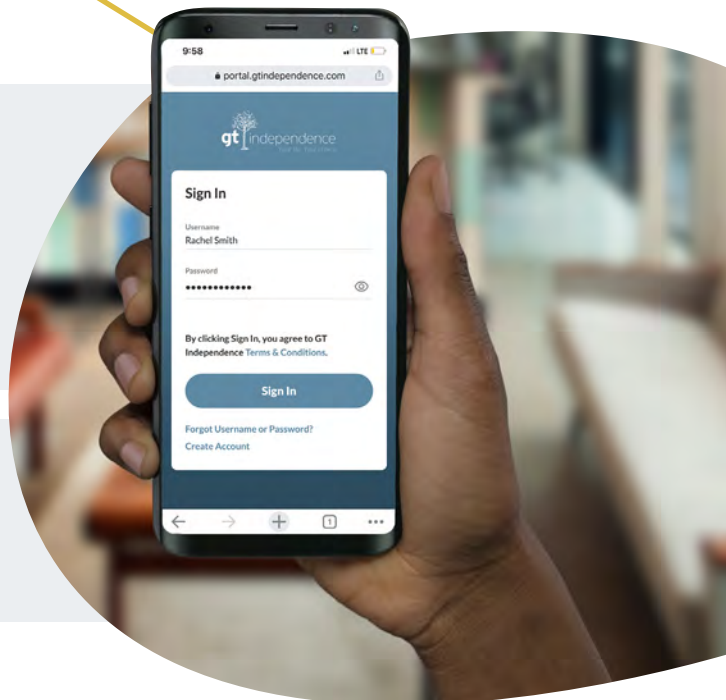 9:58
LTE
portal.gtindependence.com
gt independence
Sign In
Username
Rachel Smith
Password
••••••••••••
By clicking Sign In, you agree to GT
Independence Terms & Conditions.
Sign In
Forgot Username or Password?
Create Account
1